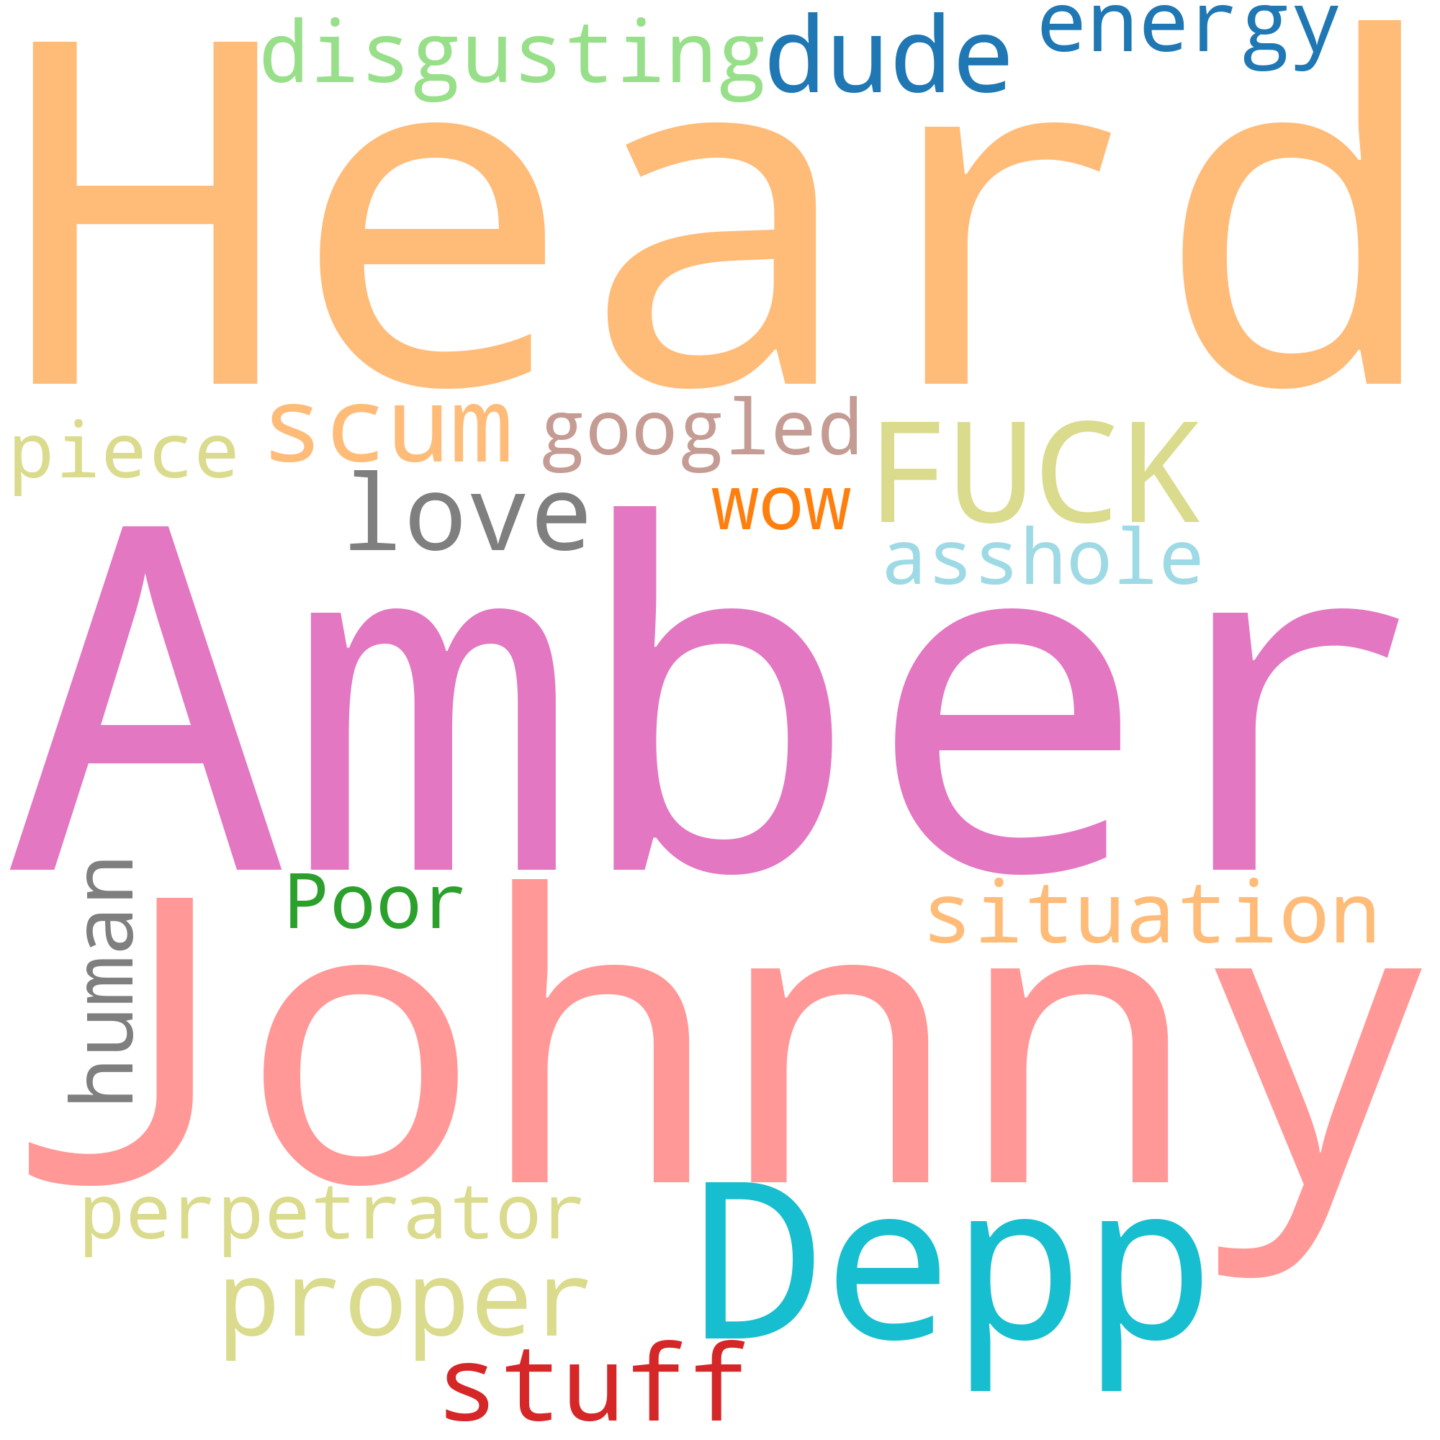 disgusting dude energy
Heard
piece scum googled FUCK
love wow asshole
Amber
human Poor situation
Johnny
perpetrator Depp
proper
stuff